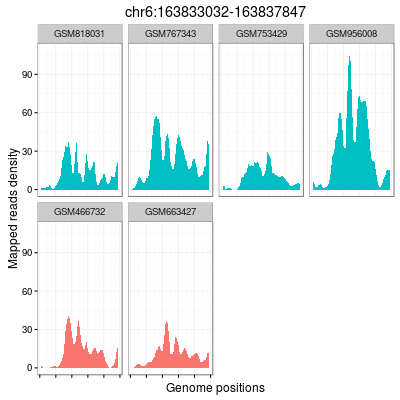 chr6:163833032-163837847
GSM818031 GSM767343 GSM753429 GSM956008
90
60
30
0
Mapped reads density
GSM466732 GSM663427
90
60
30
0
Genome positions